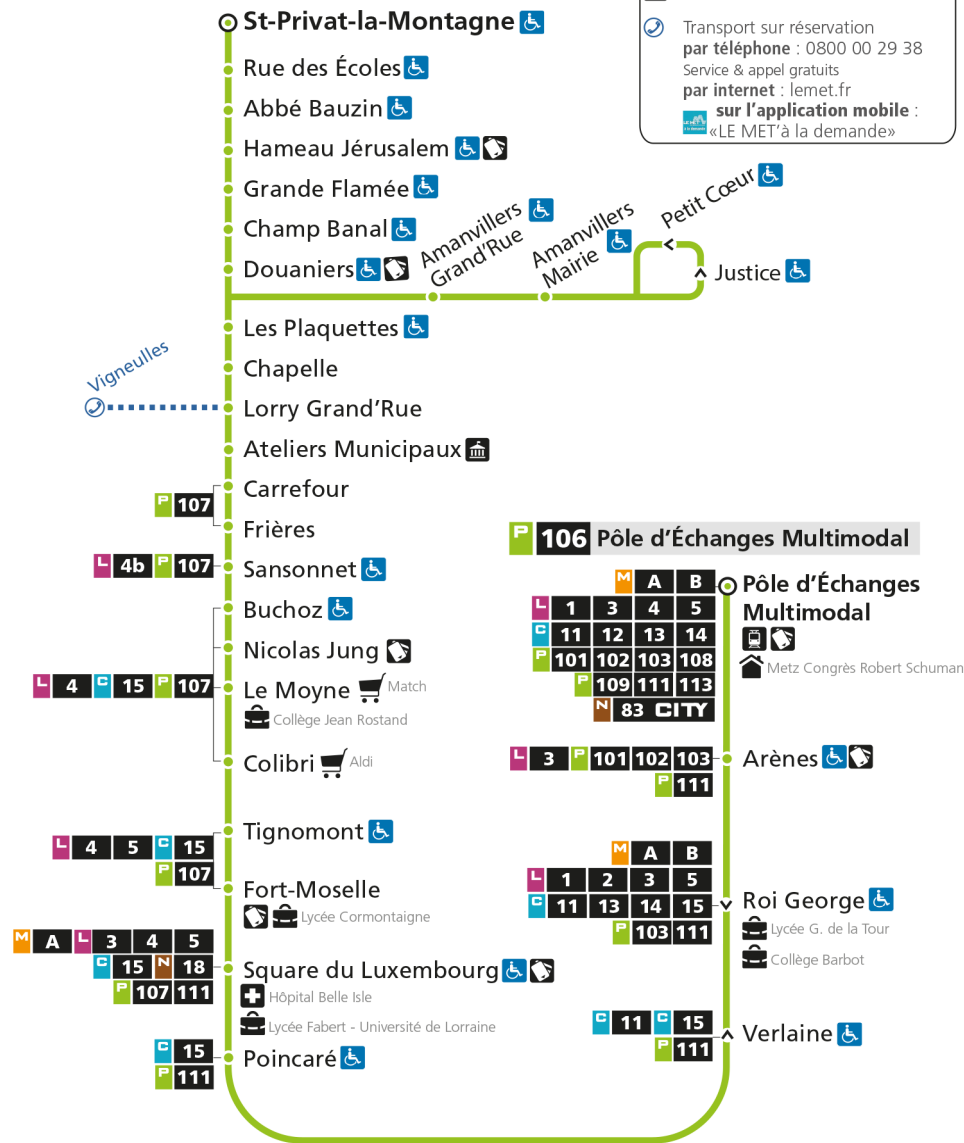 St-Privat-la-Montagne
Rue des Écoles
Abbé Bauzin
Hameau Jérusalem
Grande Flamée
Champ Banal
Douaniers
Transport sur réservation
par téléphone : 0800 00 29 38
Service & appel gratuits
par internet : lemet.fr
sur l'application mobile :
«LE MET'à la demande»
Amanvillers
Grand'Rue
Amanvillers
Mairie
Petit Cœur
Justice
Les Plaquettes
Chapelle
Vigneulles
Lorry Grand'Rue
Ateliers Municipaux
Carrefour
P 107
Frières
L 4b P 107
Sansonnet
Buchoz
Nicolas Jung
L 4 C 15 P 107
Le Moyne
Match
Collège Jean Rostand
Colibri
Aldi
Tignomont
L 4 5 C 15
P 107
Fort-Moselle
Lycée Cormontaigne
M A L 3 4 5
C 15 N 18
P 107 111
Square du Luxembourg
Hôpital Belle Isle
Lycée Fabert - Université de Lorraine
C 15
P 111
Poincaré
P 106 Pôle d'Échanges Multimodal
M A B
L 1 3 4 5
C 11 12 13 14
P 101 102 103 108
P 109 111 113
N 83 CITY
Pôle d'Échanges
Multimodal
Metz Congrès Robert Schuman
L 3 P 101 102 103
P 111
Arènes
M A B
L 1 2 3 5
C 11 13 14 15
P 103 111
Roi George
Lycée G. de la Tour
Collège Barbot
C 11 C 15
P 111
Verlaine